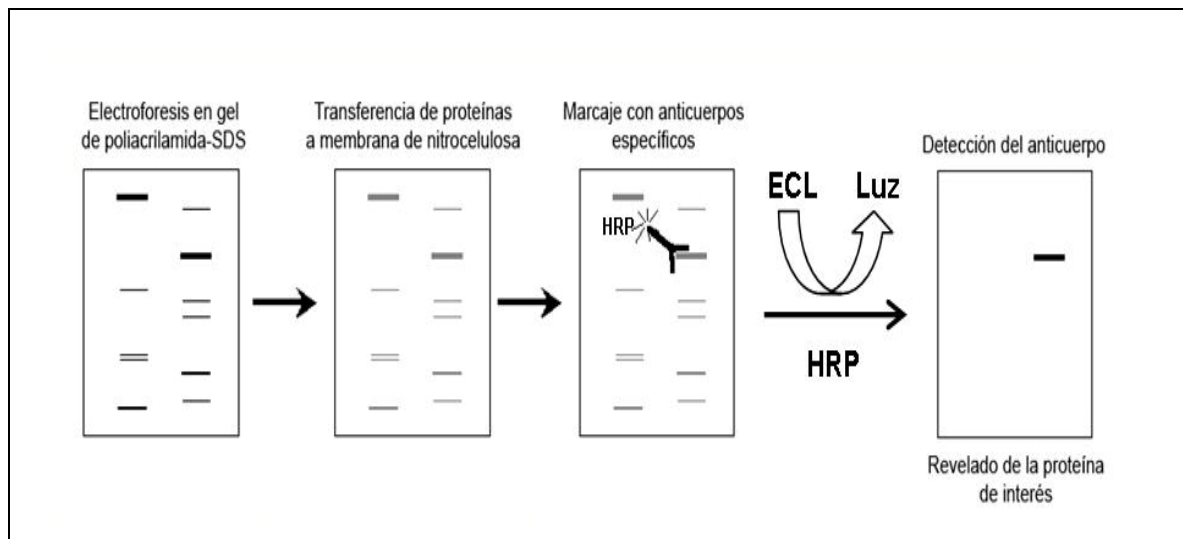 Electroforesis en gel
de poliacrilamida-SDS
Transferencia de proteínas
a membrana de nitrocelulosa
Marcaje con anticuerpos
específicos
HRP
ECL
Luz
HRP
Detección del anticuerpo
Revelado de la proteína
de interés